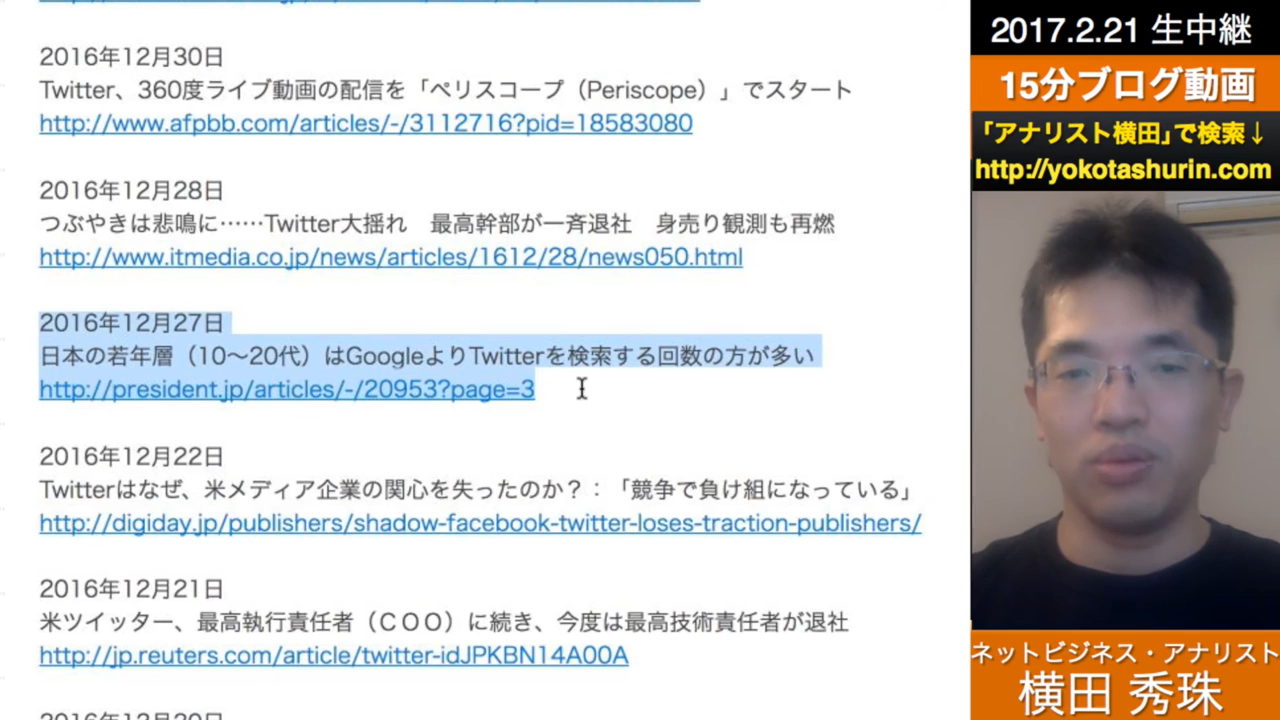 2016年12月30日
Twitter、360度ライブ動画の配信を「ペリスコープ（Periscope）」でスタート
http://www.afpbb.com/articles/-/3112716?pid=18583080
2016年12月28日
つぶやきは悲鳴に……Twitter大揺れ　最高幹部が一斉退社　身売り観測も再燃
http://www.itmedia.co.jp/news/articles/1612/28/news050.html
2016年12月27日
日本の若年層（10〜20代）はGoogleよりTwitterを検索する回数の方が多い
http://president.jp/articles/-/20953?page=3
2016年12月22日
Twitterはなぜ、米メディア企業の関心を失ったのか？：「競争で負け組になっている」
http://digiday.jp/publishers/shadow-facebook-twitter-loses-traction-publishers/
2016年12月21日
米ツイッター、最高執行責任者（ＣＯＯ）に続き、今度は最高技術責任者が退社
http://jp.reuters.com/article/twitter-idJPKBN14A00A
2017.2.21 生中継
15分ブログ動画
「アナリスト横田」で検索↓
http://yokotashurin.com
ネットビジネス・アナリスト
横田 秀珠